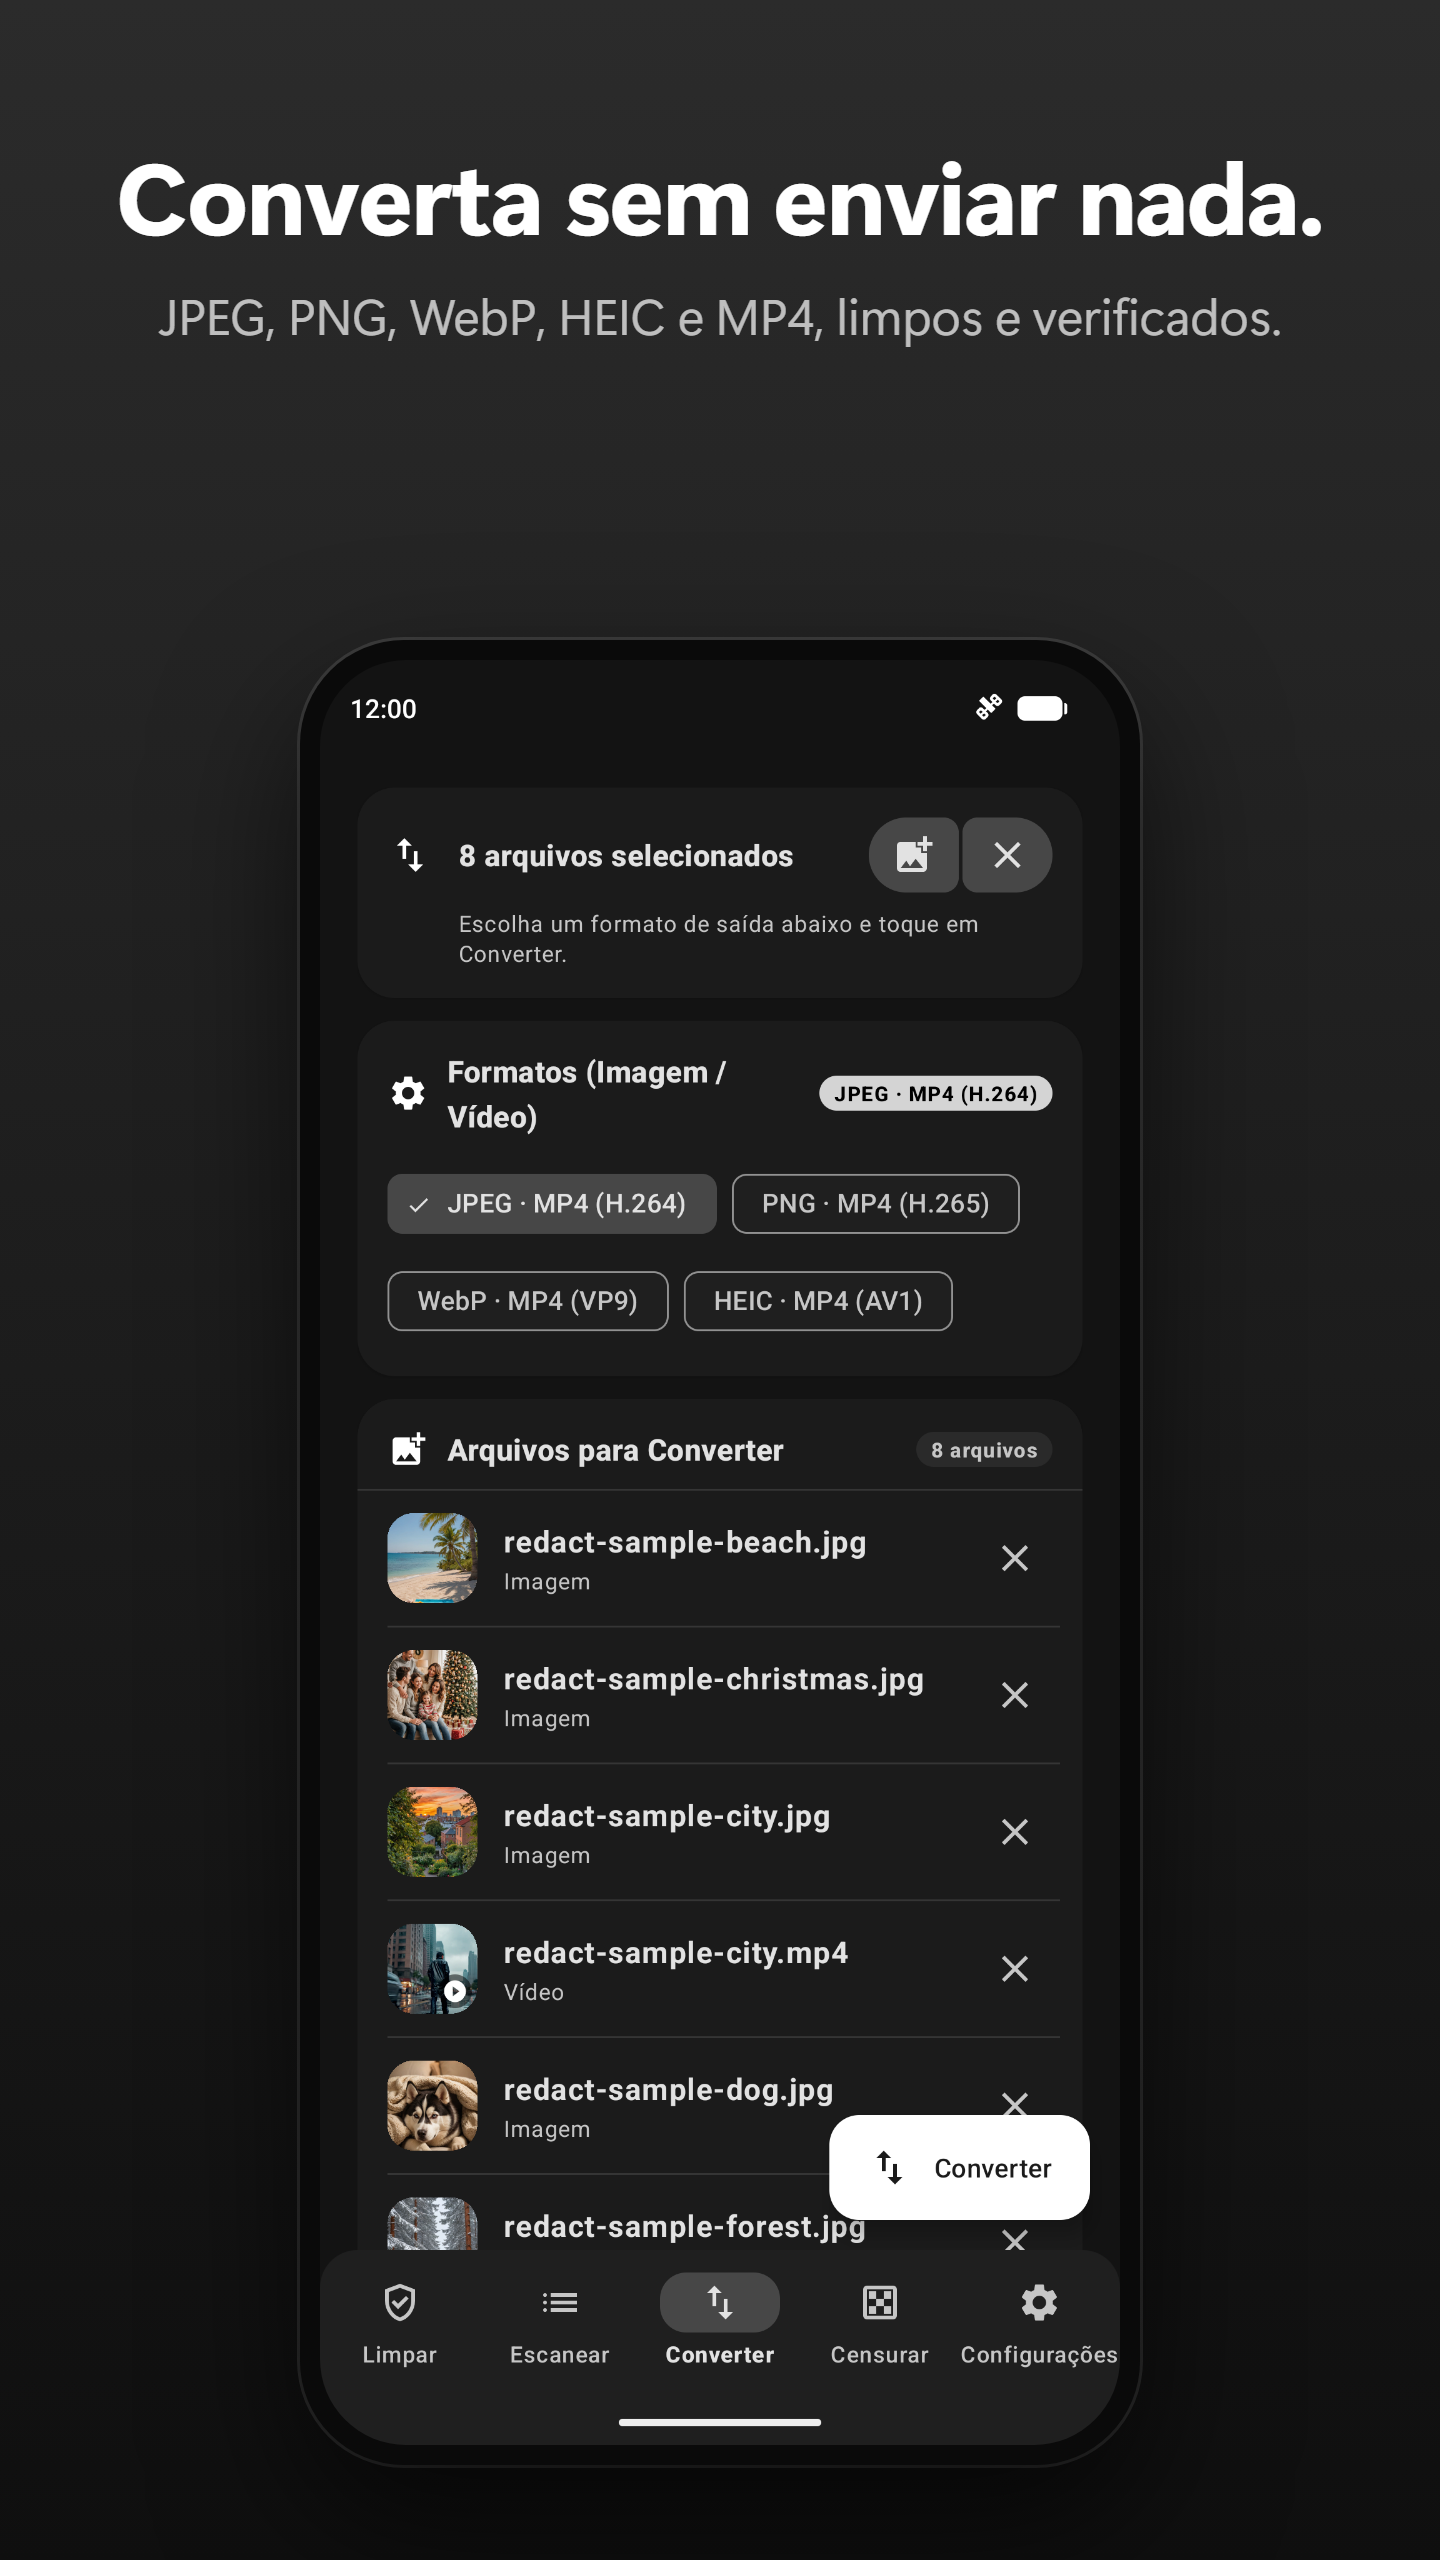 Converta sem enviar nada.
JPEG, PNG, WebP, HEIC e MP4, limpos e verificados.
12:00
8 arquivos selecionados
Escolha um formato de saída abaixo e toque em
Converter.
Formatos (Imagem /
Vídeo)
JPEG · MP4 (H.264)
JPEG · MP4 (H.264)
PNG · MP4 (H.265)
WebP · MP4 (VP9)
HEIC · MP4 (AV1)
Arquivos para Converter
8 arquivos
redact-sample-beach.jpg
Imagem
redact-sample-christmas.jpg
Imagem
redact-sample-city.jpg
Imagem
redact-sample-city.mp4
Vídeo
redact-sample-dog.jpg
Imagem
Converter
redact-sample-forest.jpg
Limpar
Escanear
Converter
Censurar
Configurações